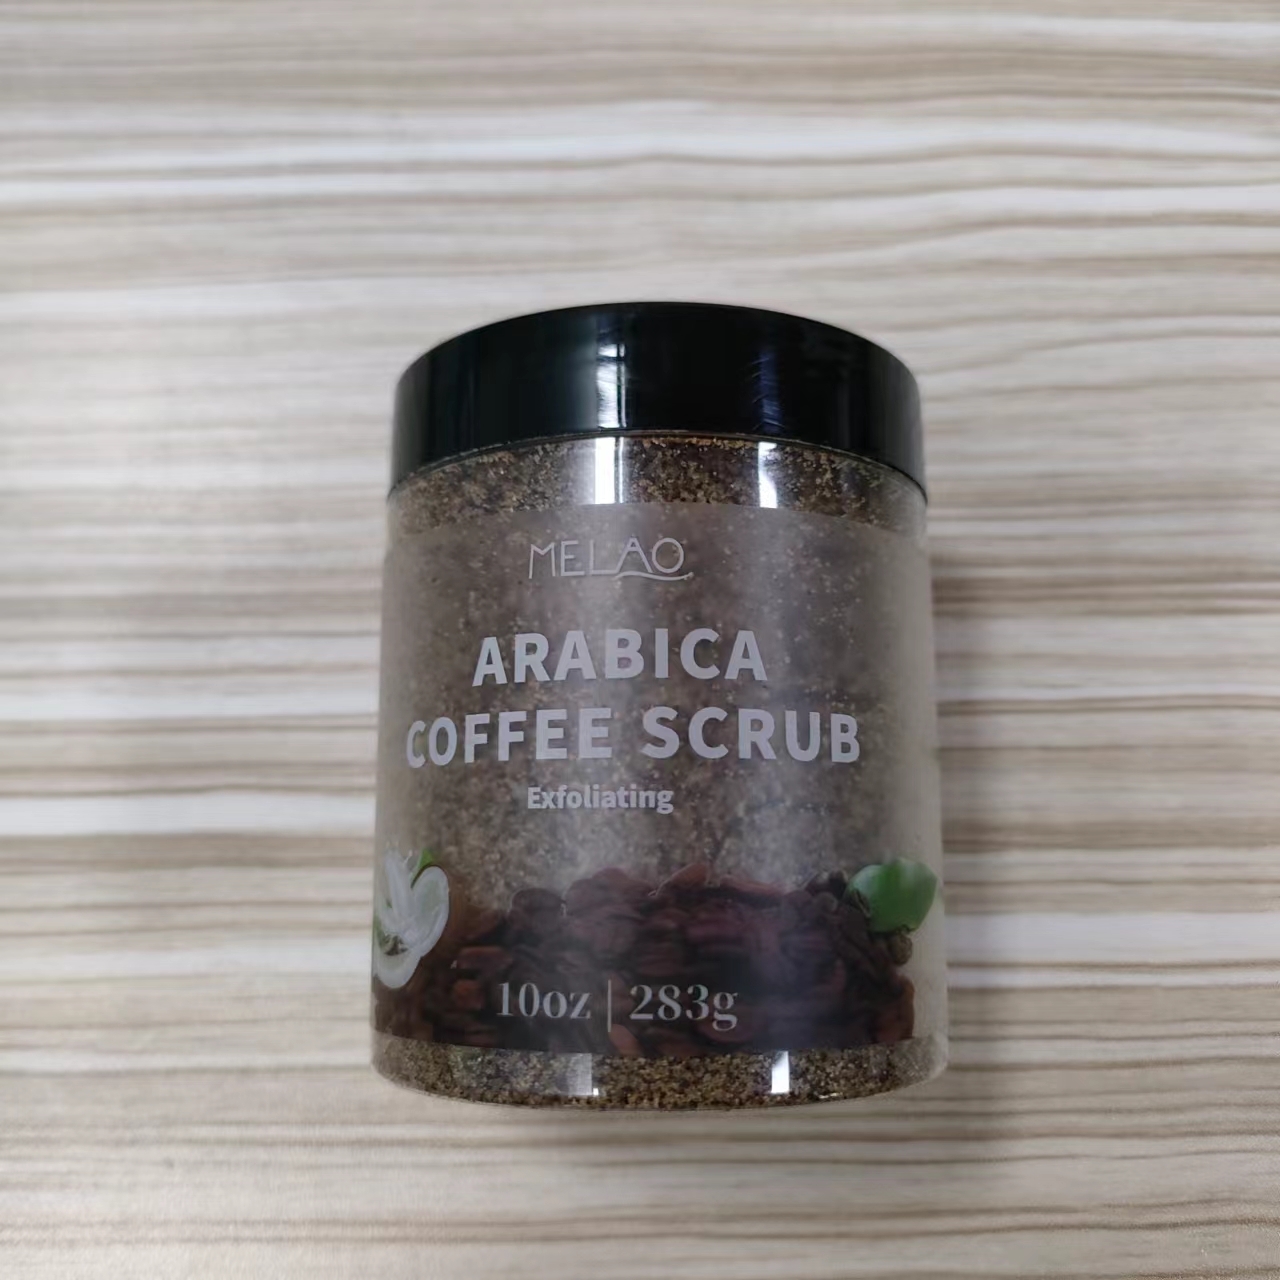 MELAO
ARABICA
COFFEE SCRUB
Exfoliating
10oz | 283g